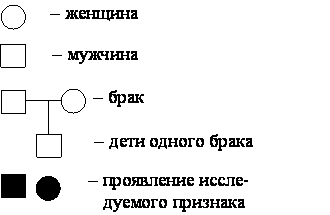 – женщина
– мужчина
– брак
– дети одного брака
– проявление иссле-
дуемого признака